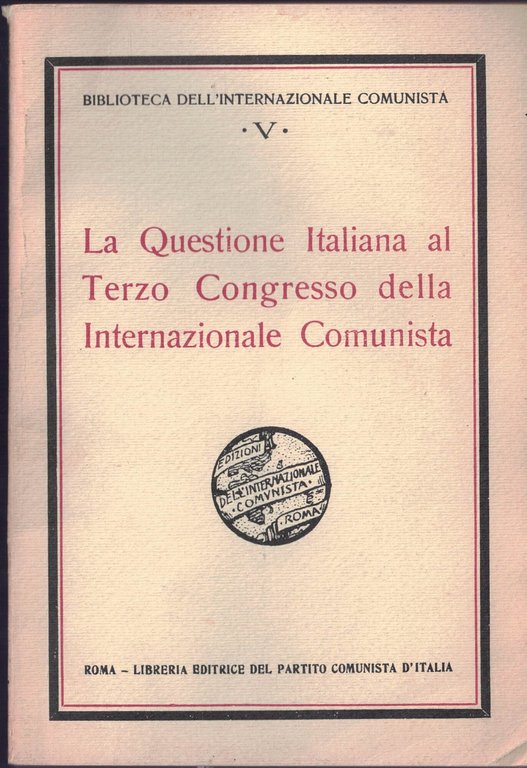 BIBLIOTECA DELL'INTERNAZIONALE COMUNISTA
·V·
La Questione Italiana al
Terzo Congresso della
Internazionale Comunista
EDIZIONI
DELL'INTERNAZIONALE
·COMVNISTA·
·ROMA·
ROMA – LIBRERIA EDITRICE DEL PARTITO COMUNISTA D'ITALIA